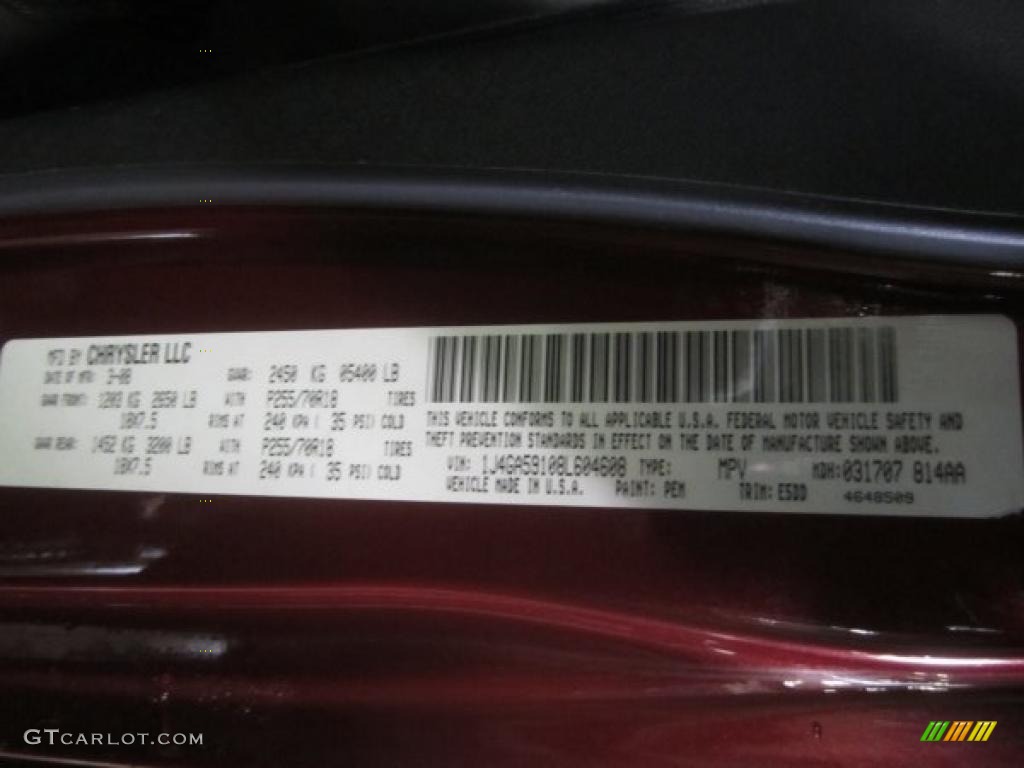 MFD BY CHRYSLER LLC
DATE OF MFR 3-08 GVWR: 2450 KG 05400 LB
GAWR FRONT: 1293 KG 2850 LB WITH P255/70R18 TIRES
18X7.5 RIMS AT 240 KPA ( 35 PSI) COLD
GAWR REAR: 1452 KG 3200 LB WITH P255/70R18 TIRES
18X7.5 RIMS AT 240 KPA ( 35 PSI) COLD
THIS VEHICLE CONFORMS TO ALL APPLICABLE U.S.A. FEDERAL MOTOR VEHICLE SAFETY AND
THEFT PREVENTION STANDARDS IN EFFECT ON THE DATE OF MANUFACTURE SHOWN ABOVE.
VIN: 1J4GA59108L604608 TYPE: MPV MDH: 031707 814AA
VEHICLE MADE IN U.S.A. PAINT: PEM TRIM: E5DD 4648509
GTCARLOT.COM